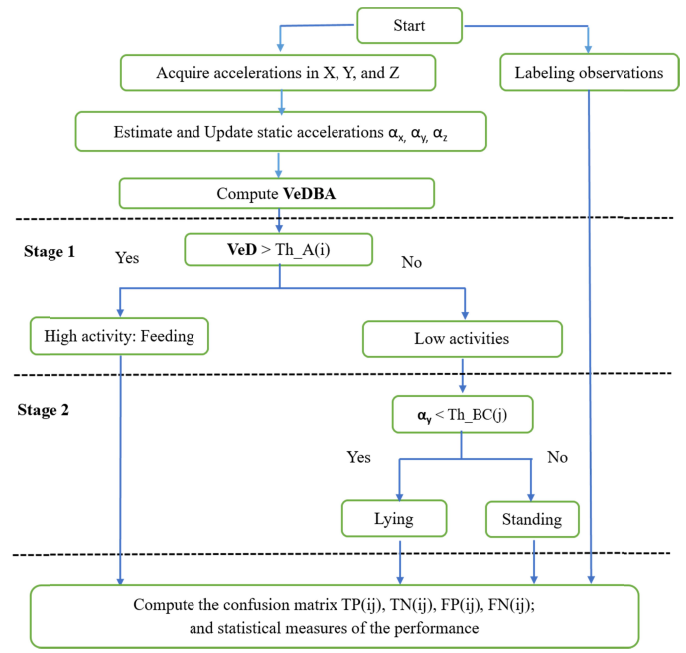 Start
Acquire accelerations in X, Y, and Z
Labeling observations
Estimate and Update static accelerations αx, αy, αz
Compute VeDBA
Stage 1
VeD > Th_A(i)
Yes
No
High activity: Feeding
Low activities
Stage 2
αy < Th_BC(j)
Yes
No
Lying
Standing
Compute the confusion matrix TP(ij), TN(ij), FP(ij), FN(ij);
and statistical measures of the performance